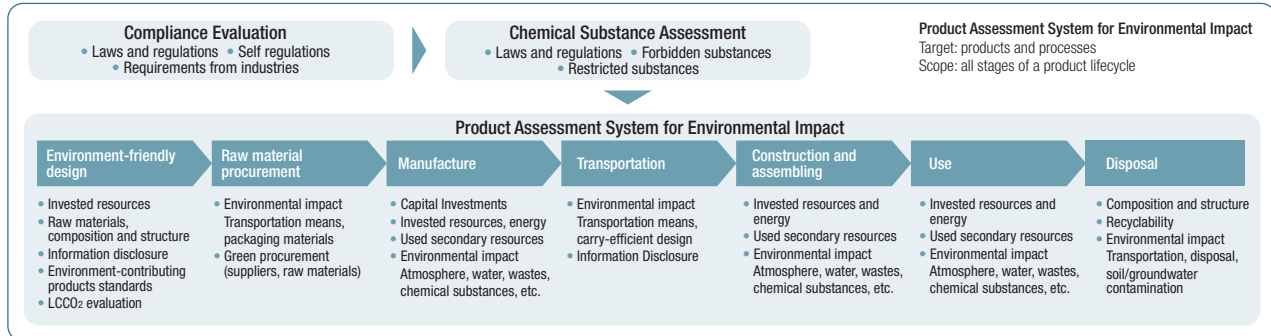 Compliance Evaluation
• Laws and regulations • Self regulations
• Requirements from industries
Chemical Substance Assessment
• Laws and regulations • Forbidden substances
• Restricted substances
Product Assessment System for Environmental Impact
Target: products and processes
Scope: all stages of a product lifecycle
Product Assessment System for Environmental Impact
Environment-friendly
design
• Invested resources
• Raw materials,
composition and structure
• Information disclosure
• Environment-contributing
products standards
• LCCO₂ evaluation
Raw material
procurement
• Environmental impact
Transportation means,
packaging materials
• Green procurement
(suppliers, raw materials)
Manufacture
• Capital Investments
• Invested resources, energy
• Used secondary resources
• Environmental impact
Atmosphere, water, wastes,
chemical substances, etc.
Transportation
• Environmental impact
Transportation means,
carry-efficient design
• Information Disclosure
Construction and
assembling
• Invested resources and
energy
• Used secondary resources
• Environmental impact
Atmosphere, water, wastes,
chemical substances, etc.
Use
• Invested resources and
energy
• Used secondary resources
• Environmental impact
Atmosphere, water, wastes,
chemical substances, etc.
Disposal
• Composition and structure
• Recyclability
• Environmental impact
Transportation, disposal,
soil/groundwater
contamination